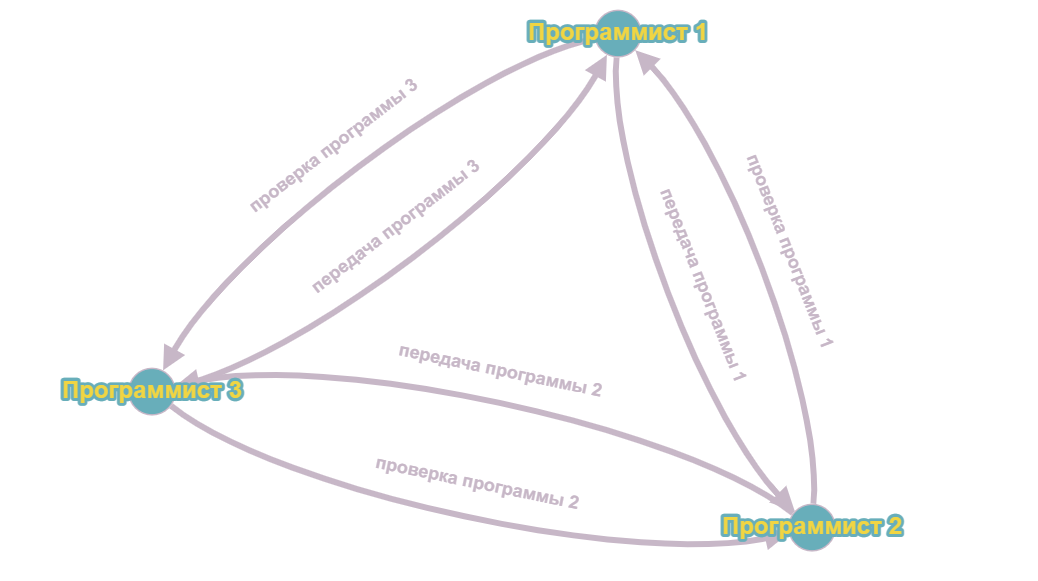 Программист 1
проверка программы 3
передача программы 3
передача программы 1
проверка программы 1
передача программы 2
Программист 3
проверка программы 2
Программист 2